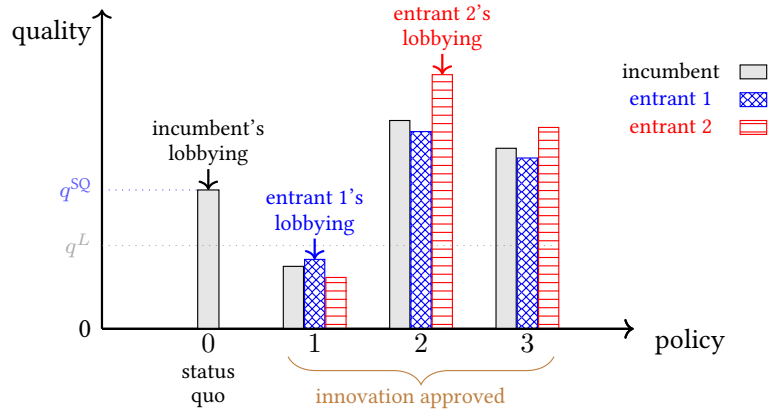 quality
entrant 2's
lobbying
incumbent
entrant 1
entrant 2
incumbent's
lobbying
q^SQ
entrant 1's
lobbying
q^L
0
0
1
2
3
policy
status
quo
innovation approved